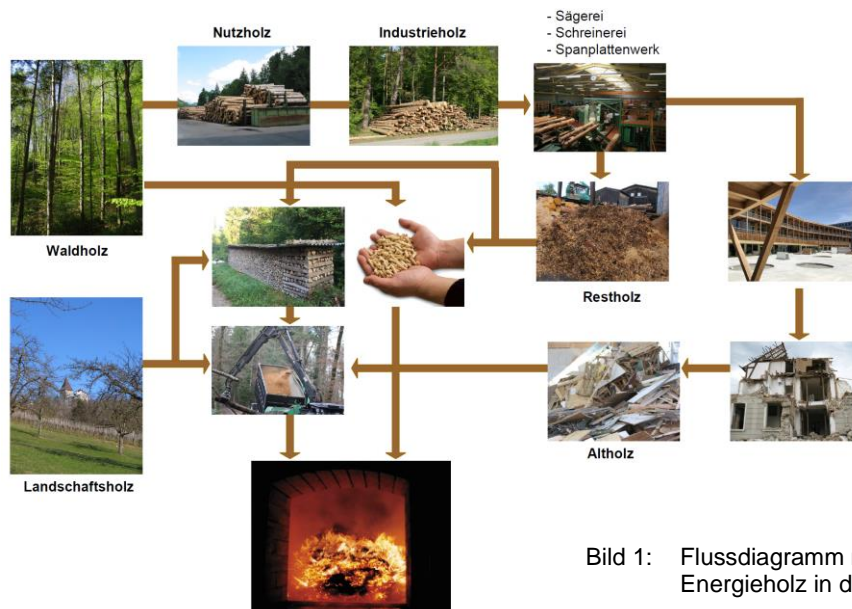 Nutzholz
Industrieholz
- Sägerei
- Schreinerei
- Spanplattenwerk
Waldholz
Restholz
Landschaftsholz
Altholz
Bild 1: Flussdiagramm
Energieholz in d